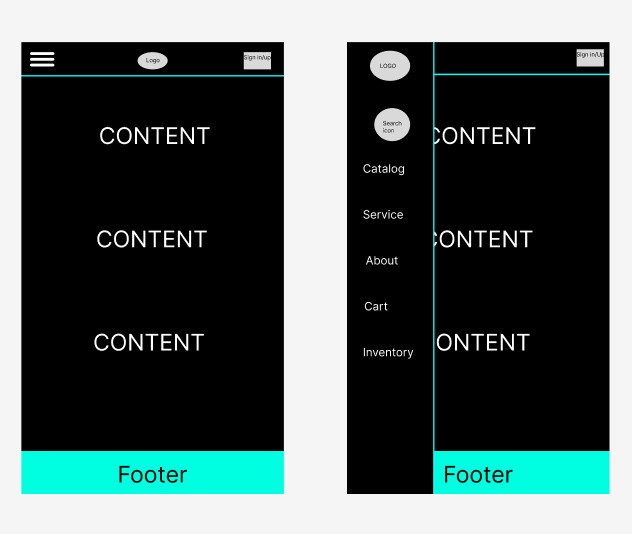 Logo
Sign in/up
CONTENT
CONTENT
CONTENT
Footer
LOGO
Search
icon
Catalog
Service
About
Cart
Inventory
Sign in/Up
CONTENT
CONTENT
ONTENT
Footer